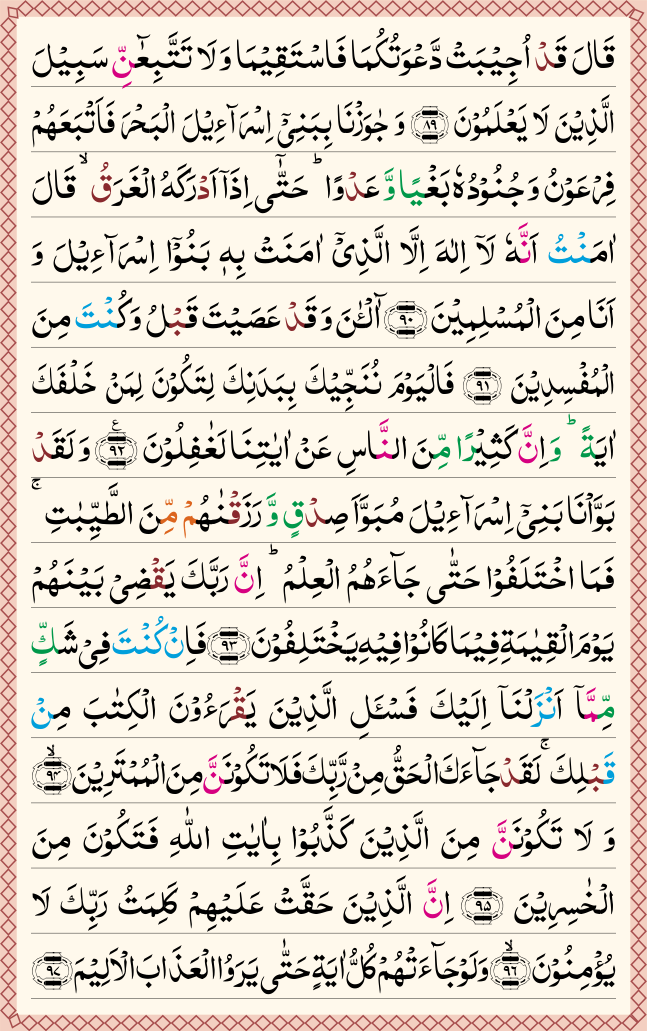 قَالَ قَدْ اُجِيْبَتْ دَّعْوَتُكُمَا فَاسْتَقِيْمَا وَلَا تَتَّبِعٰٓنِّ سَبِيْلَ
الَّذِيْنَ لَا يَعْلَمُوْنَ ﴿۸۹﴾ وَ جٰوَزْنَا بِبَنِىْٓ اِسْرَآءِيْلَ الْبَحْرَ فَاَتْبَعَهُمْ
فِرْعَوْنُ وَجُنُوْدُهٗ بَغْيًا وَّ عَدْوًا ؕ حَتّٰٓى اِذَاۤ اَدْرَكَهُ الْغَرَقُ ۙ قَالَ
اٰمَنْتُ اَنَّهٗ لَاۤ اِلٰهَ اِلَّا الَّذِىْۤ اٰمَنَتْ بِهٖ بَنُوْۤا اِسْرَآءِيْلَ وَ
اَنَا مِنَ الْمُسْلِمِيْنَ ﴿۹۰﴾ آٰلْـٰٔنَ وَ قَدْ عَصَيْتَ قَبْلُ وَكُنْتَ مِنَ
الْمُفْسِدِيْنَ ﴿۹۱﴾ فَالْيَوْمَ نُنَجِّيْكَ بِبَدَنِكَ لِتَكُوْنَ لِمَنْ خَلْفَكَ
اٰيَةً ؕ وَاِنَّ كَثِيْرًا مِّنَ النَّاسِ عَنْ اٰيٰتِنَا لَغٰفِلُوْنَ ﴿۹۲﴾ ع وَلَقَدْ
بَوَّاْنَا بَنِىْۤ اِسْرَآءِيْلَ مُبَوَّاَ صِدْقٍ وَّ رَزَقْنٰهُمْ مِّنَ الطَّيِّبٰتِ ۚ
فَمَا اخْتَلَفُوْا حَتّٰى جَآءَهُمُ الْعِلْمُ ؕ اِنَّ رَبَّكَ يَقْضِىْ بَيْنَهُمْ
يَوْمَ الْقِيٰمَةِ فِيْمَا كَانُوْا فِيْهِ يَخْتَلِفُوْنَ ﴿۹۳﴾ فَاِنْ كُنْتَ فِىْ شَكٍّ
مِّمَّاۤ اَنْزَلْنَاۤ اِلَيْكَ فَسْـَٔلِ الَّذِيْنَ يَقْرَءُوْنَ الْكِتٰبَ مِنْ
قَبْلِكَ ۚ لَقَدْ جَآءَكَ الْحَقُّ مِنْ رَّبِّكَ فَلَا تَكُوْنَنَّ مِنَ الْمُمْتَرِيْنَ ۙ﴿۹۴﴾
وَ لَا تَكُوْنَنَّ مِنَ الَّذِيْنَ كَذَّبُوْا بِاٰيٰتِ اللّٰهِ فَتَكُوْنَ مِنَ
الْخٰسِرِيْنَ ﴿۹۵﴾ اِنَّ الَّذِيْنَ حَقَّتْ عَلَيْهِمْ كَلِمَتُ رَبِّكَ لَا
يُؤْمِنُوْنَ ۙ﴿۹۶﴾ وَلَوْ جَآءَتْهُمْ كُلُّ اٰيَةٍ حَتّٰى يَرَوُا الْعَذَابَ الْاَلِيْمَ ﴿۹۷﴾